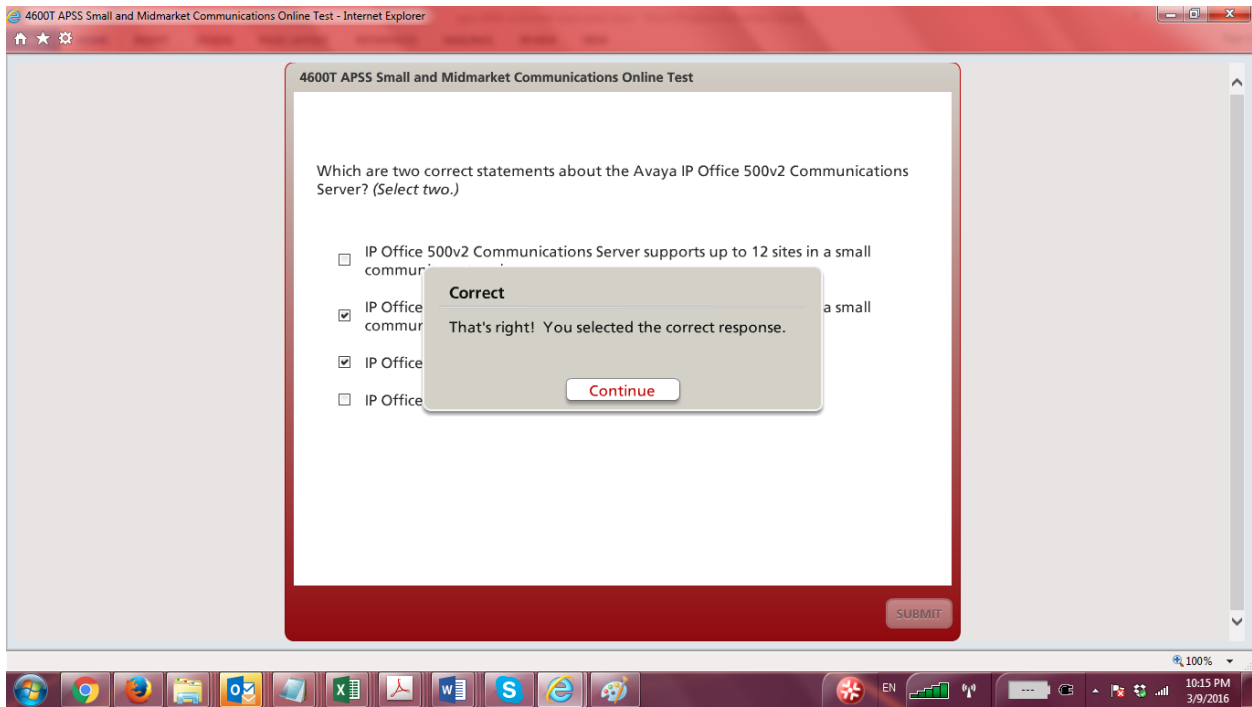 4600T APSS Small and Midmarket Communications Online Test - Internet Explorer
4600T APSS Small and Midmarket Communications Online Test
Which are two correct statements about the Avaya IP Office 500v2 Communications
Server? (Select two.)
IP Office 500v2 Communications Server supports up to 12 sites in a small
commun
IP Office a small
commun
IP Office
IP Office
Correct
That's right! You selected the correct response.
Continue
SUBMIT
100%
EN
10:15 PM
3/9/2016